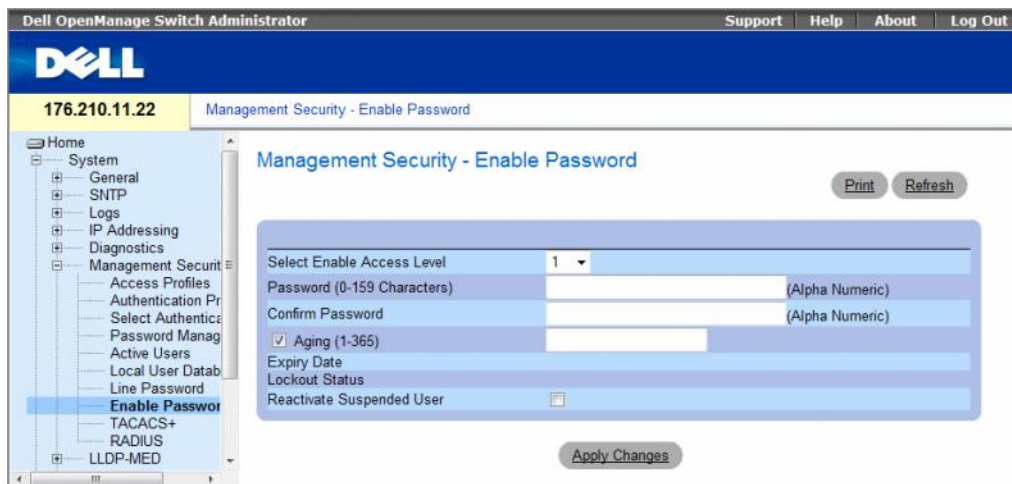 Dell OpenManage Switch Administrator
Support Help About Log Out
DELL
176.210.11.22
Management Security - Enable Password
Home
System
General
SNTP
Logs
IP Addressing
Diagnostics
Management Securit
Access Profiles
Authentication Pr
Select Authentica
Password Manag
Active Users
Local User Datab
Line Password
Enable Passwor
TACACS+
RADIUS
LLDP-MED
Management Security - Enable Password
Print Refresh
Select Enable Access Level 1
Password (0-159 Characters) (Alpha Numeric)
Confirm Password (Alpha Numeric)
Aging (1-365)
Expiry Date
Lockout Status
Reactivate Suspended User
Apply Changes